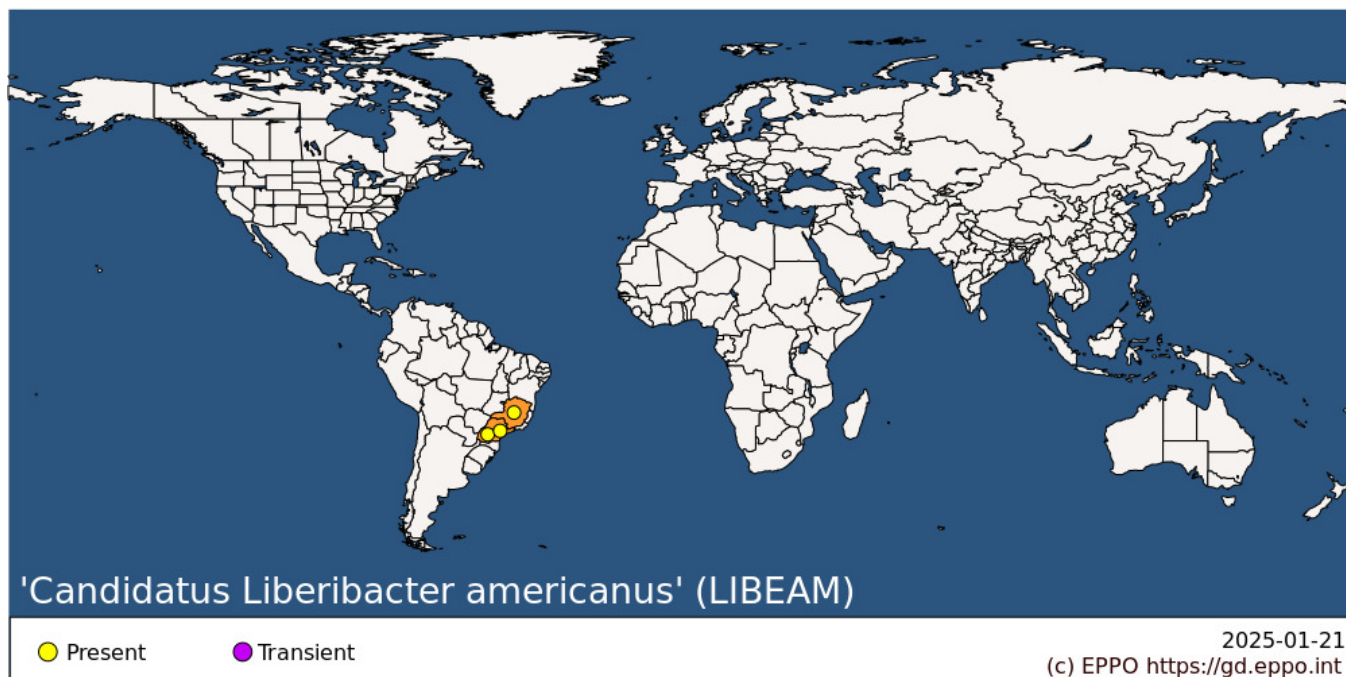 'Candidatus Liberibacter americanus' (LIBEAM)
Present
Transient
2025-01-21
(c) EPPO https://gd.eppo.int